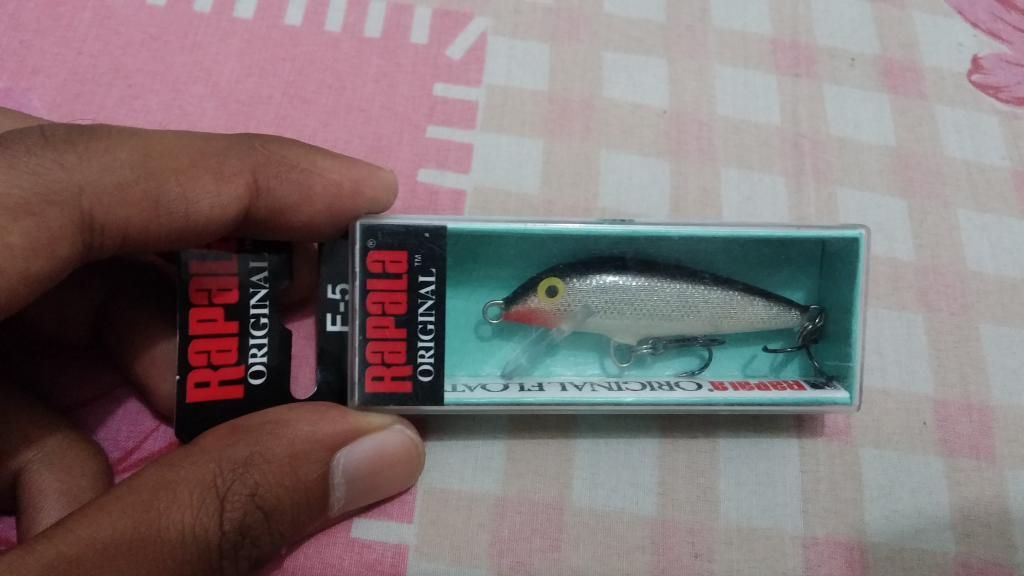 RAPALA
ORIGINAL
F-5
RAPALA®
ORIGINAL™
RAPALA® ORIGINAL FLOAT